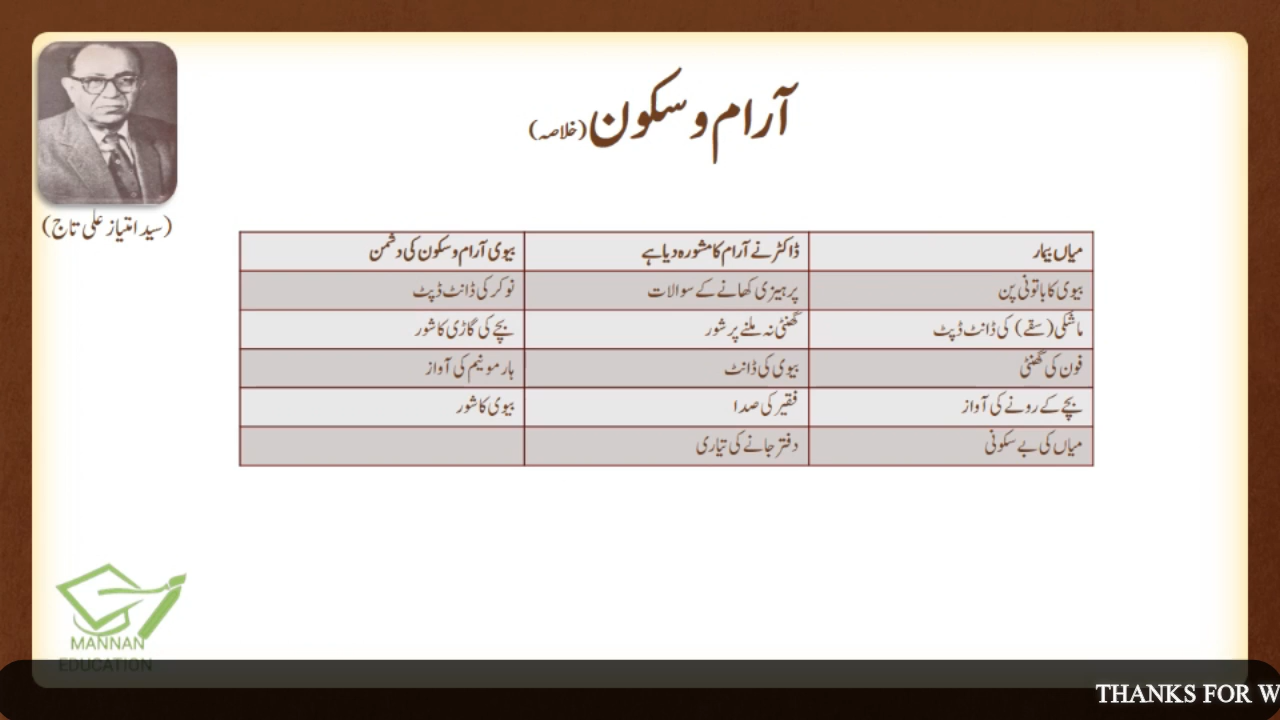 آرام و سکون (خلاصہ)
(سید امتیاز علی تاج)
میاں بیمار
ڈاکٹر نے آرام کا مشورہ دیا ہے
بیوی آرام و سکون کی دشمن
بیوی کا باتونی پن
پرہیزی کھانے کے سوالات
نوکر کی ڈانٹ ڈپٹ
ماشکی (سقے) کی ڈانٹ ڈپٹ
گھنٹی نہ ملنے پر شور
بچے کی گاڑی کا شور
فون کی گھنٹی
بیوی کی ڈانٹ
ہارمونیم کی آواز
بچے کے رونے کی آواز
فقیر کی صدا
بیوی کا شور
میاں کی بے سکونی
دفتر جانے کی تیاری
MANNAN
EDUCATION
THANKS FOR W